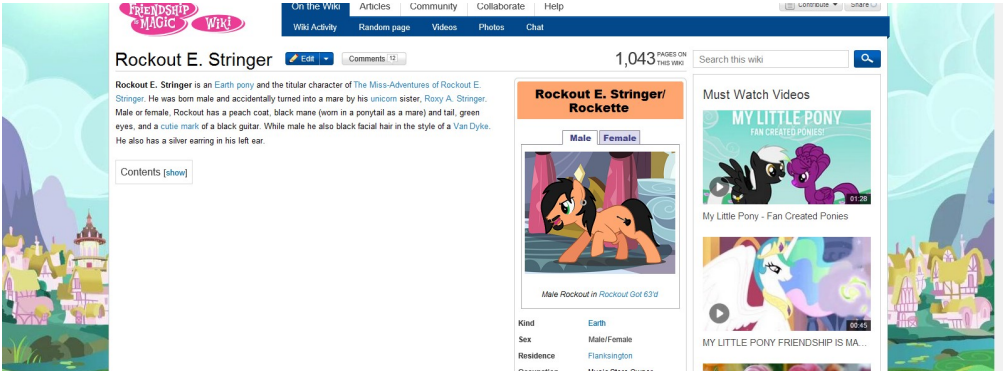 FRIENDSHIP
is MAGIC Wiki
On the Wiki Articles Community Collaborate Help
Contribute Share
Wiki Activity Random page Videos Photos Chat
Rockout E. Stringer Edit Comments 12
1,043 PAGES ON THIS WIKI
Search this wiki
Rockout E. Stringer is an Earth pony and the titular character of The Miss-Adventures of Rockout E.
Stringer. He was born male and accidentally turned into a mare by his unicorn sister, Roxy A. Stringer.
Male or female, Rockout has a peach coat, black mane (worn in a ponytail as a mare) and tail, green
eyes, and a cutie mark of a black guitar. While male he also black facial hair in the style of a Van Dyke.
He also has a silver earring in his left ear.
Contents [show]
Rockout E. Stringer/
Rockette
Male Female
Male Rockout in Rockout Got 63'd
Kind Earth
Sex Male/Female
Residence Flanksington
Occupation Music Store Owner
Must Watch Videos
MY LITTLE PONY
FAN CREATED PONIES!
01:28
My Little Pony - Fan Created Ponies
00:45
MY LITTLE PONY FRIENDSHIP IS MA...